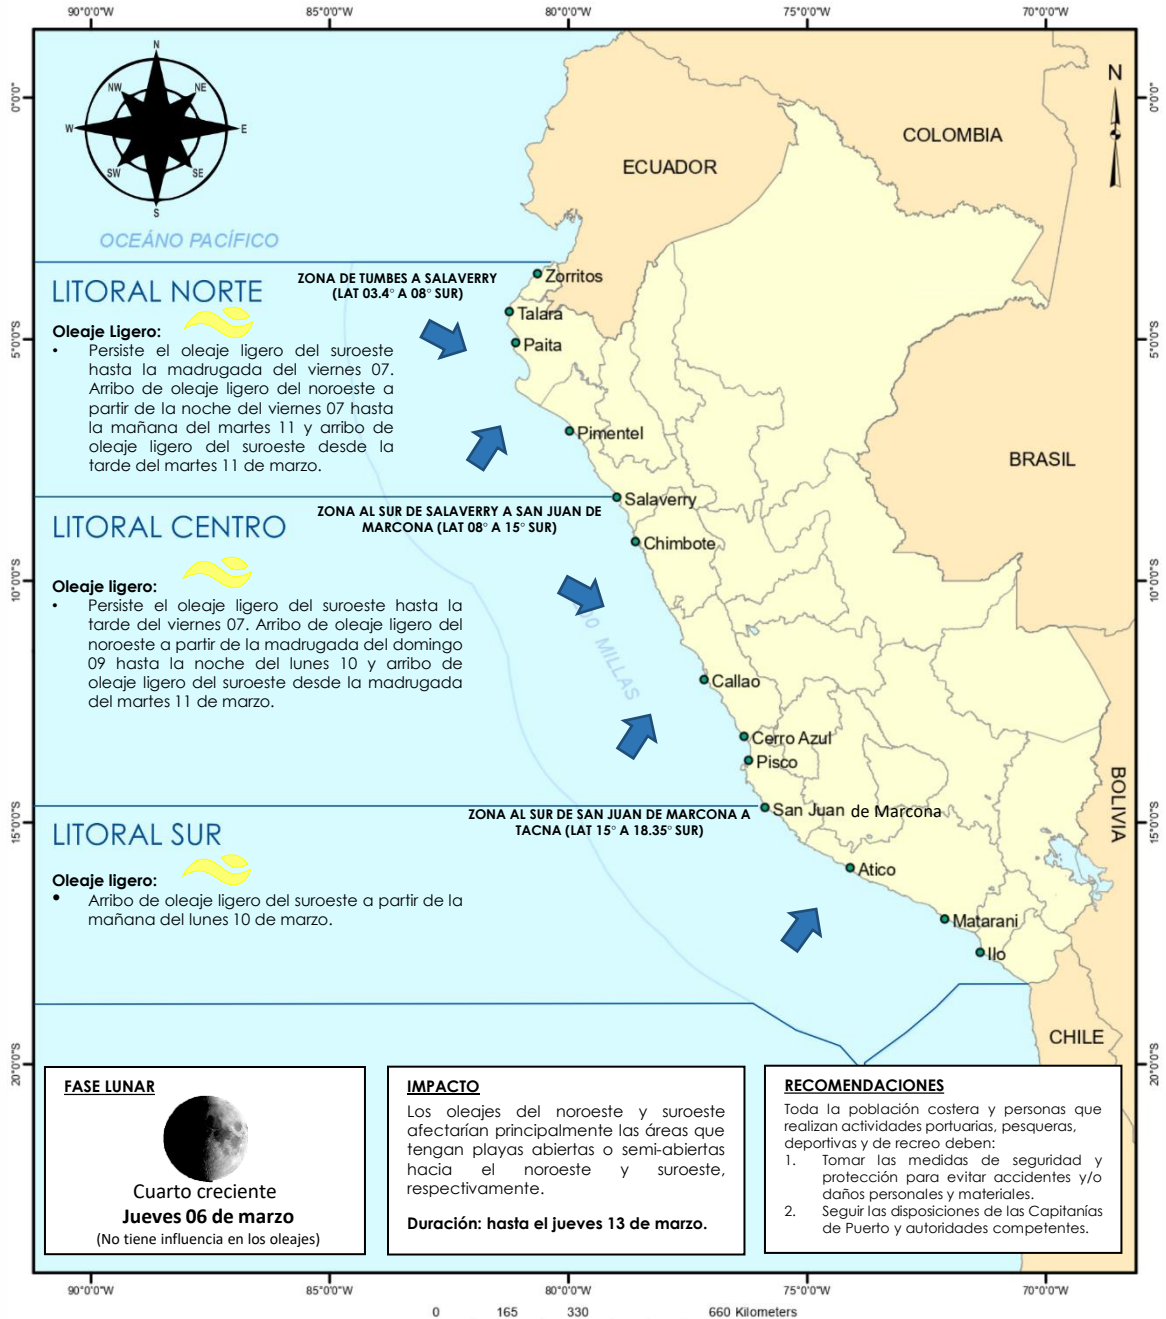 90°0'0"W 85°0'0"W 80°0'0"W 75°0'0"W 70°0'0"W
N
NW NE
W E
SW SE
S
N
0°0'0"
0°0'0"
COLOMBIA
ECUADOR
OCEÁNO PACÍFICO
LITORAL NORTE
ZONA DE TUMBES A SALAVERRY
(LAT 03.4° A 08° SUR)
Zorritos
Talara
Paita
Pimentel
Salaverry
5°0'0"S
5°0'0"S
Oleaje Ligero:
• Persiste el oleaje ligero del suroeste
hasta la madrugada del viernes 07.
Arribo de oleaje ligero del noroeste a
partir de la noche del viernes 07 hasta
la mañana del martes 11 y arribo de
oleaje ligero del suroeste desde la
tarde del martes 11 de marzo.
BRASIL
LITORAL CENTRO
ZONA AL SUR DE SALAVERRY A SAN JUAN DE
MARCONA (LAT 08° A 15° SUR)
Chimbote
Callao
Cerro Azul
Pisco
San Juan de Marcona
10°0'0"S
10°0'0"S
Oleaje ligero:
• Persiste el oleaje ligero del suroeste hasta la
tarde del viernes 07. Arribo de oleaje ligero del
noroeste a partir de la madrugada del domingo
09 hasta la noche del lunes 10 y arribo de
oleaje ligero del suroeste desde la madrugada
del martes 11 de marzo.
00 MILLAS
BOLIVIA
LITORAL SUR
ZONA AL SUR DE SAN JUAN DE MARCONA A
TACNA (LAT 15° A 18.35° SUR)
15°0'0"S
15°0'0"S
Atico
Matarani
Ilo
Oleaje ligero:
• Arribo de oleaje ligero del suroeste a partir de la
mañana del lunes 10 de marzo.
CHILE
20°0'0"S
20°0'0"S
FASE LUNAR
Cuarto creciente
Jueves 06 de marzo
(No tiene influencia en los oleajes)
IMPACTO
Los oleajes del noroeste y suroeste
afectarían principalmente las áreas que
tengan playas abiertas o semi-abiertas
hacia el noroeste y suroeste,
respectivamente.
Duración: hasta el jueves 13 de marzo.
RECOMENDACIONES
Toda la población costera y personas que
realizan actividades portuarias, pesqueras,
deportivas y de recreo deben:
1. Tomar las medidas de seguridad y
protección para evitar accidentes y/o
daños personales y materiales.
2. Seguir las disposiciones de las Capitanías
de Puerto y autoridades competentes.
90°0'0"W 85°0'0"W 80°0'0"W 75°0'0"W 70°0'0"W
0 165 330 660 Kilometers